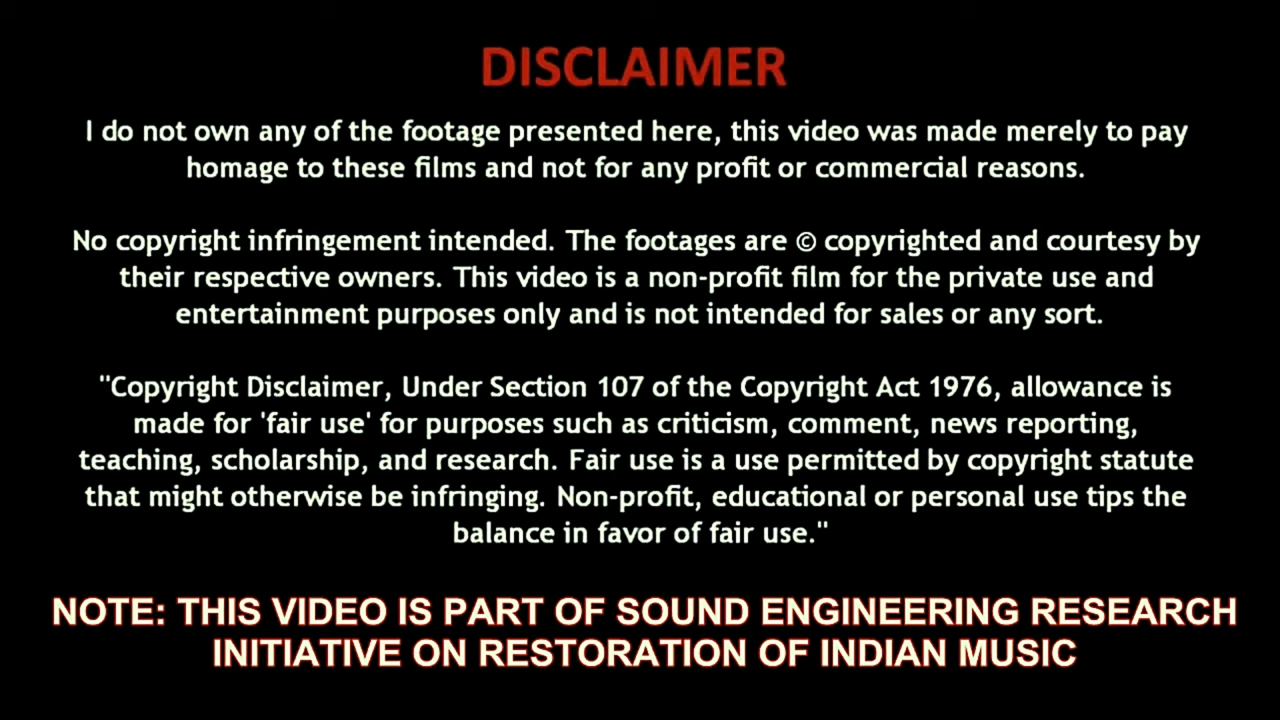 DISCLAIMER
I do not own any of the footage presented here, this video was made merely to pay
homage to these films and not for any profit or commercial reasons.
No copyright infringement intended. The footages are © copyrighted and courtesy by
their respective owners. This video is a non-profit film for the private use and
entertainment purposes only and is not intended for sales or any sort.
"Copyright Disclaimer, Under Section 107 of the Copyright Act 1976, allowance is
made for 'fair use' for purposes such as criticism, comment, news reporting,
teaching, scholarship, and research. Fair use is a use permitted by copyright statute
that might otherwise be infringing. Non-profit, educational or personal use tips the
balance in favor of fair use."
NOTE: THIS VIDEO IS PART OF SOUND ENGINEERING RESEARCH
INITIATIVE ON RESTORATION OF INDIAN MUSIC